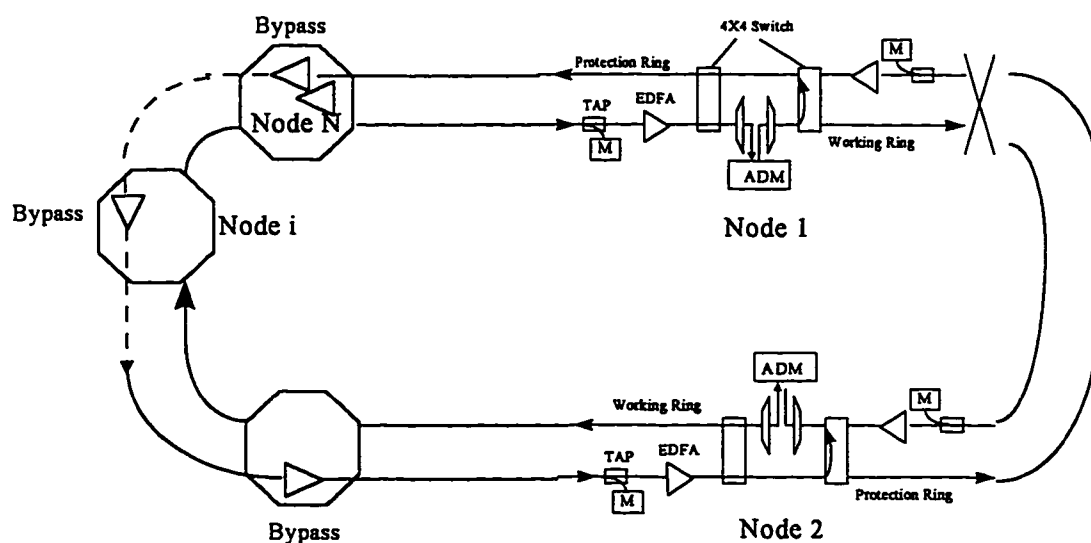 Bypass
4X4 Switch
M
Protection Ring
TAP
EDFA
Node N
M
Working Ring
ADM
Bypass
Node i
Node 1
ADM
M
Working Ring
TAP
EDFA
M
Protection Ring
Bypass
Node 2